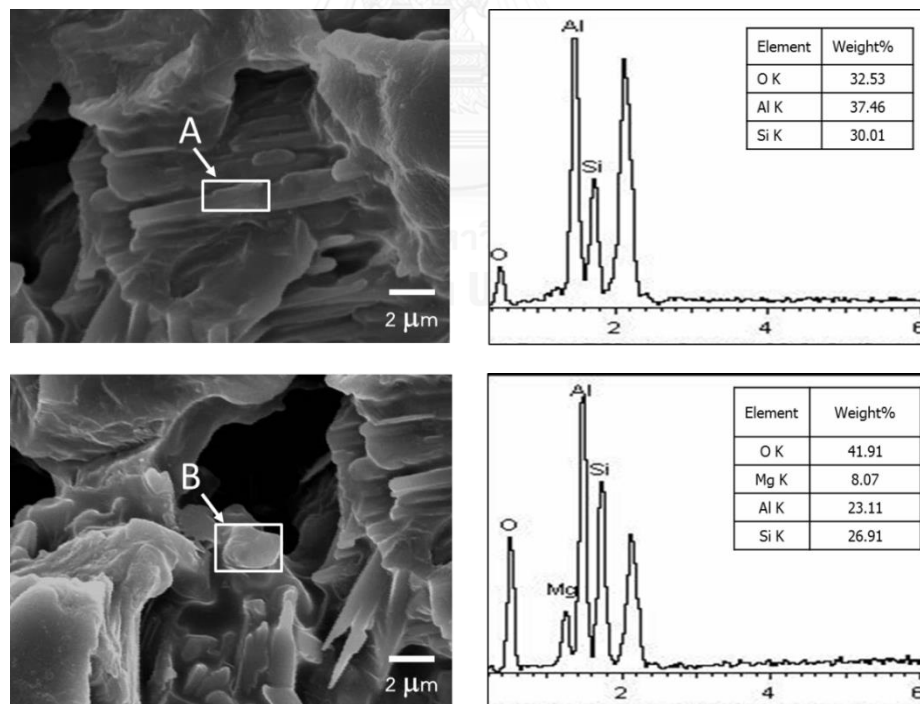 A
2 μm
Al
Si
O
2 4 6
Element Weight%
O K 32.53
Al K 37.46
Si K 30.01
B
2 μm
Al
Si
O
Mg
2 4 6
Element Weight%
O K 41.91
Mg K 8.07
Al K 23.11
Si K 26.91